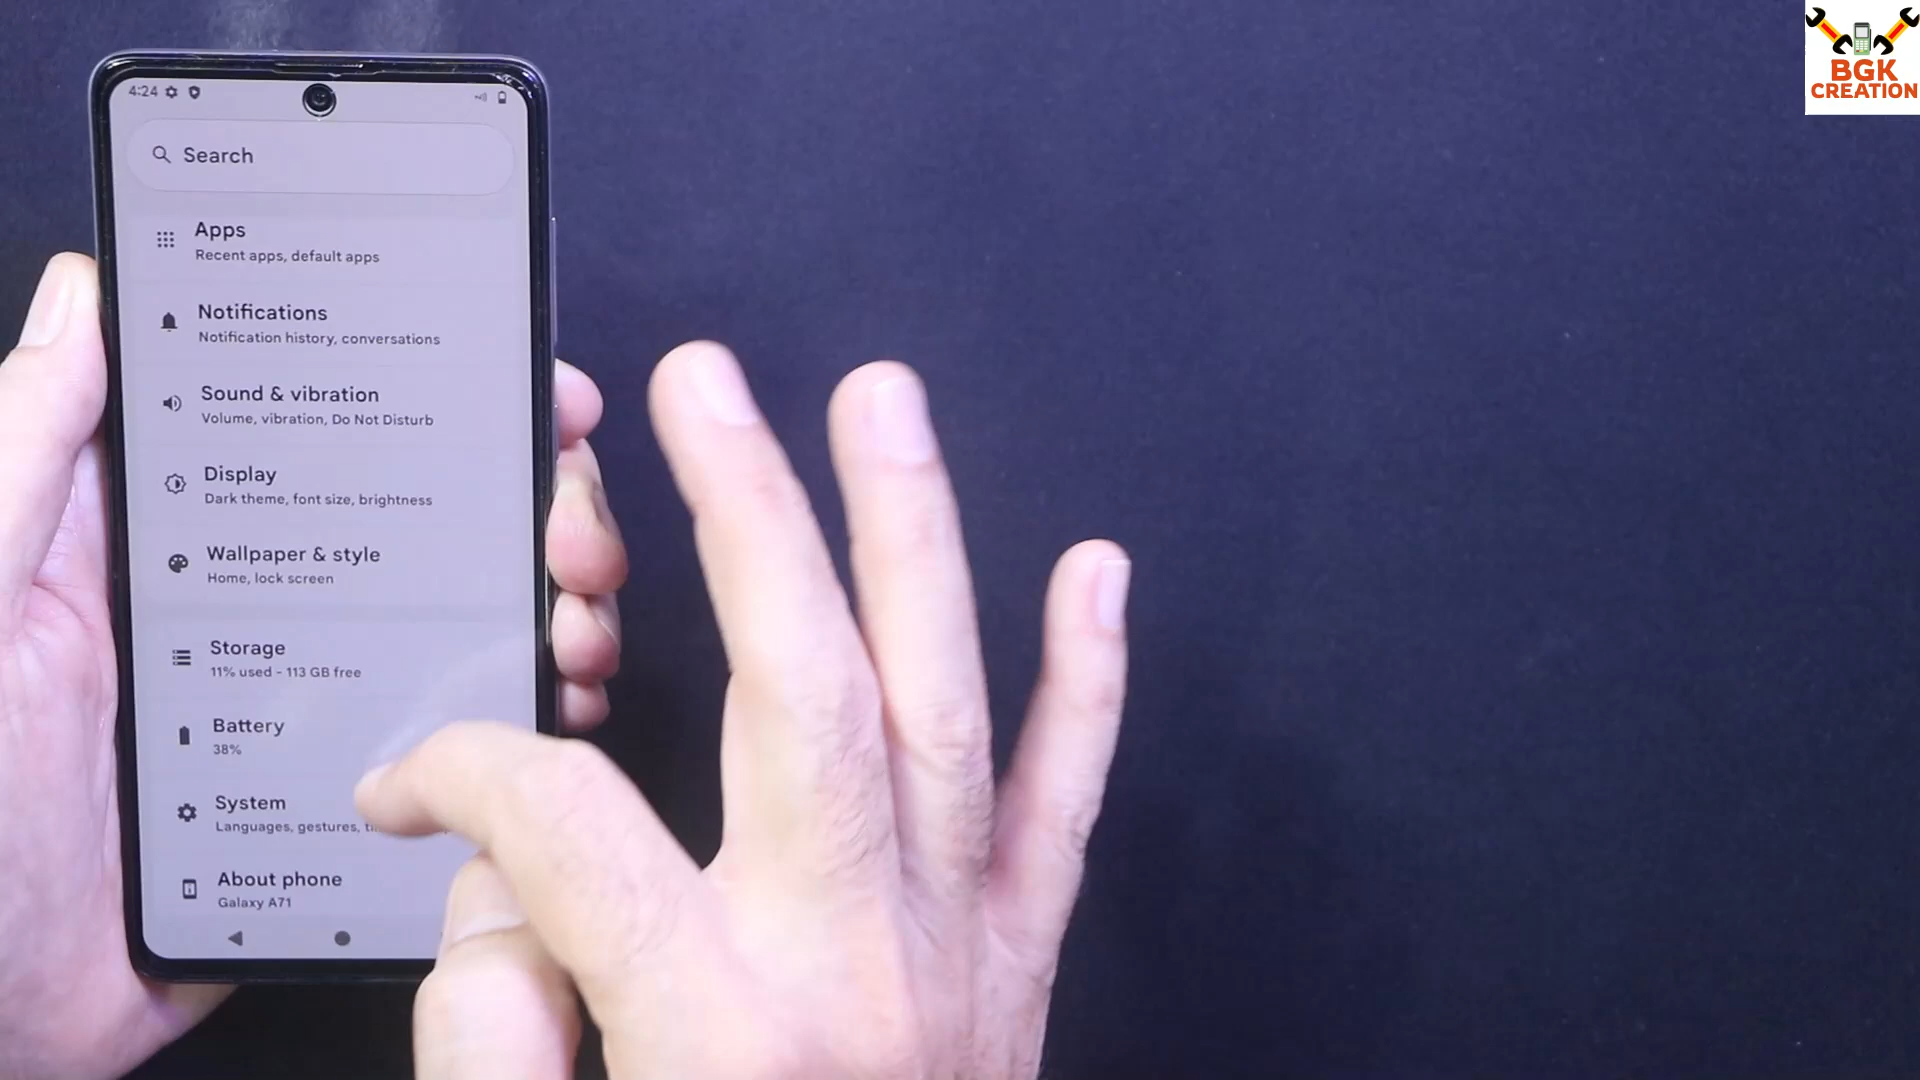 4:24
Search
Apps
Recent apps, default apps
Notifications
Notification history, conversations
Sound & vibration
Volume, vibration, Do Not Disturb
Display
Dark theme, font size, brightness
Wallpaper & style
Home, lock screen
Storage
11% used - 113 GB free
Battery
38%
System
Languages, gestures,
About phone
Galaxy A71
BGK
CREATION